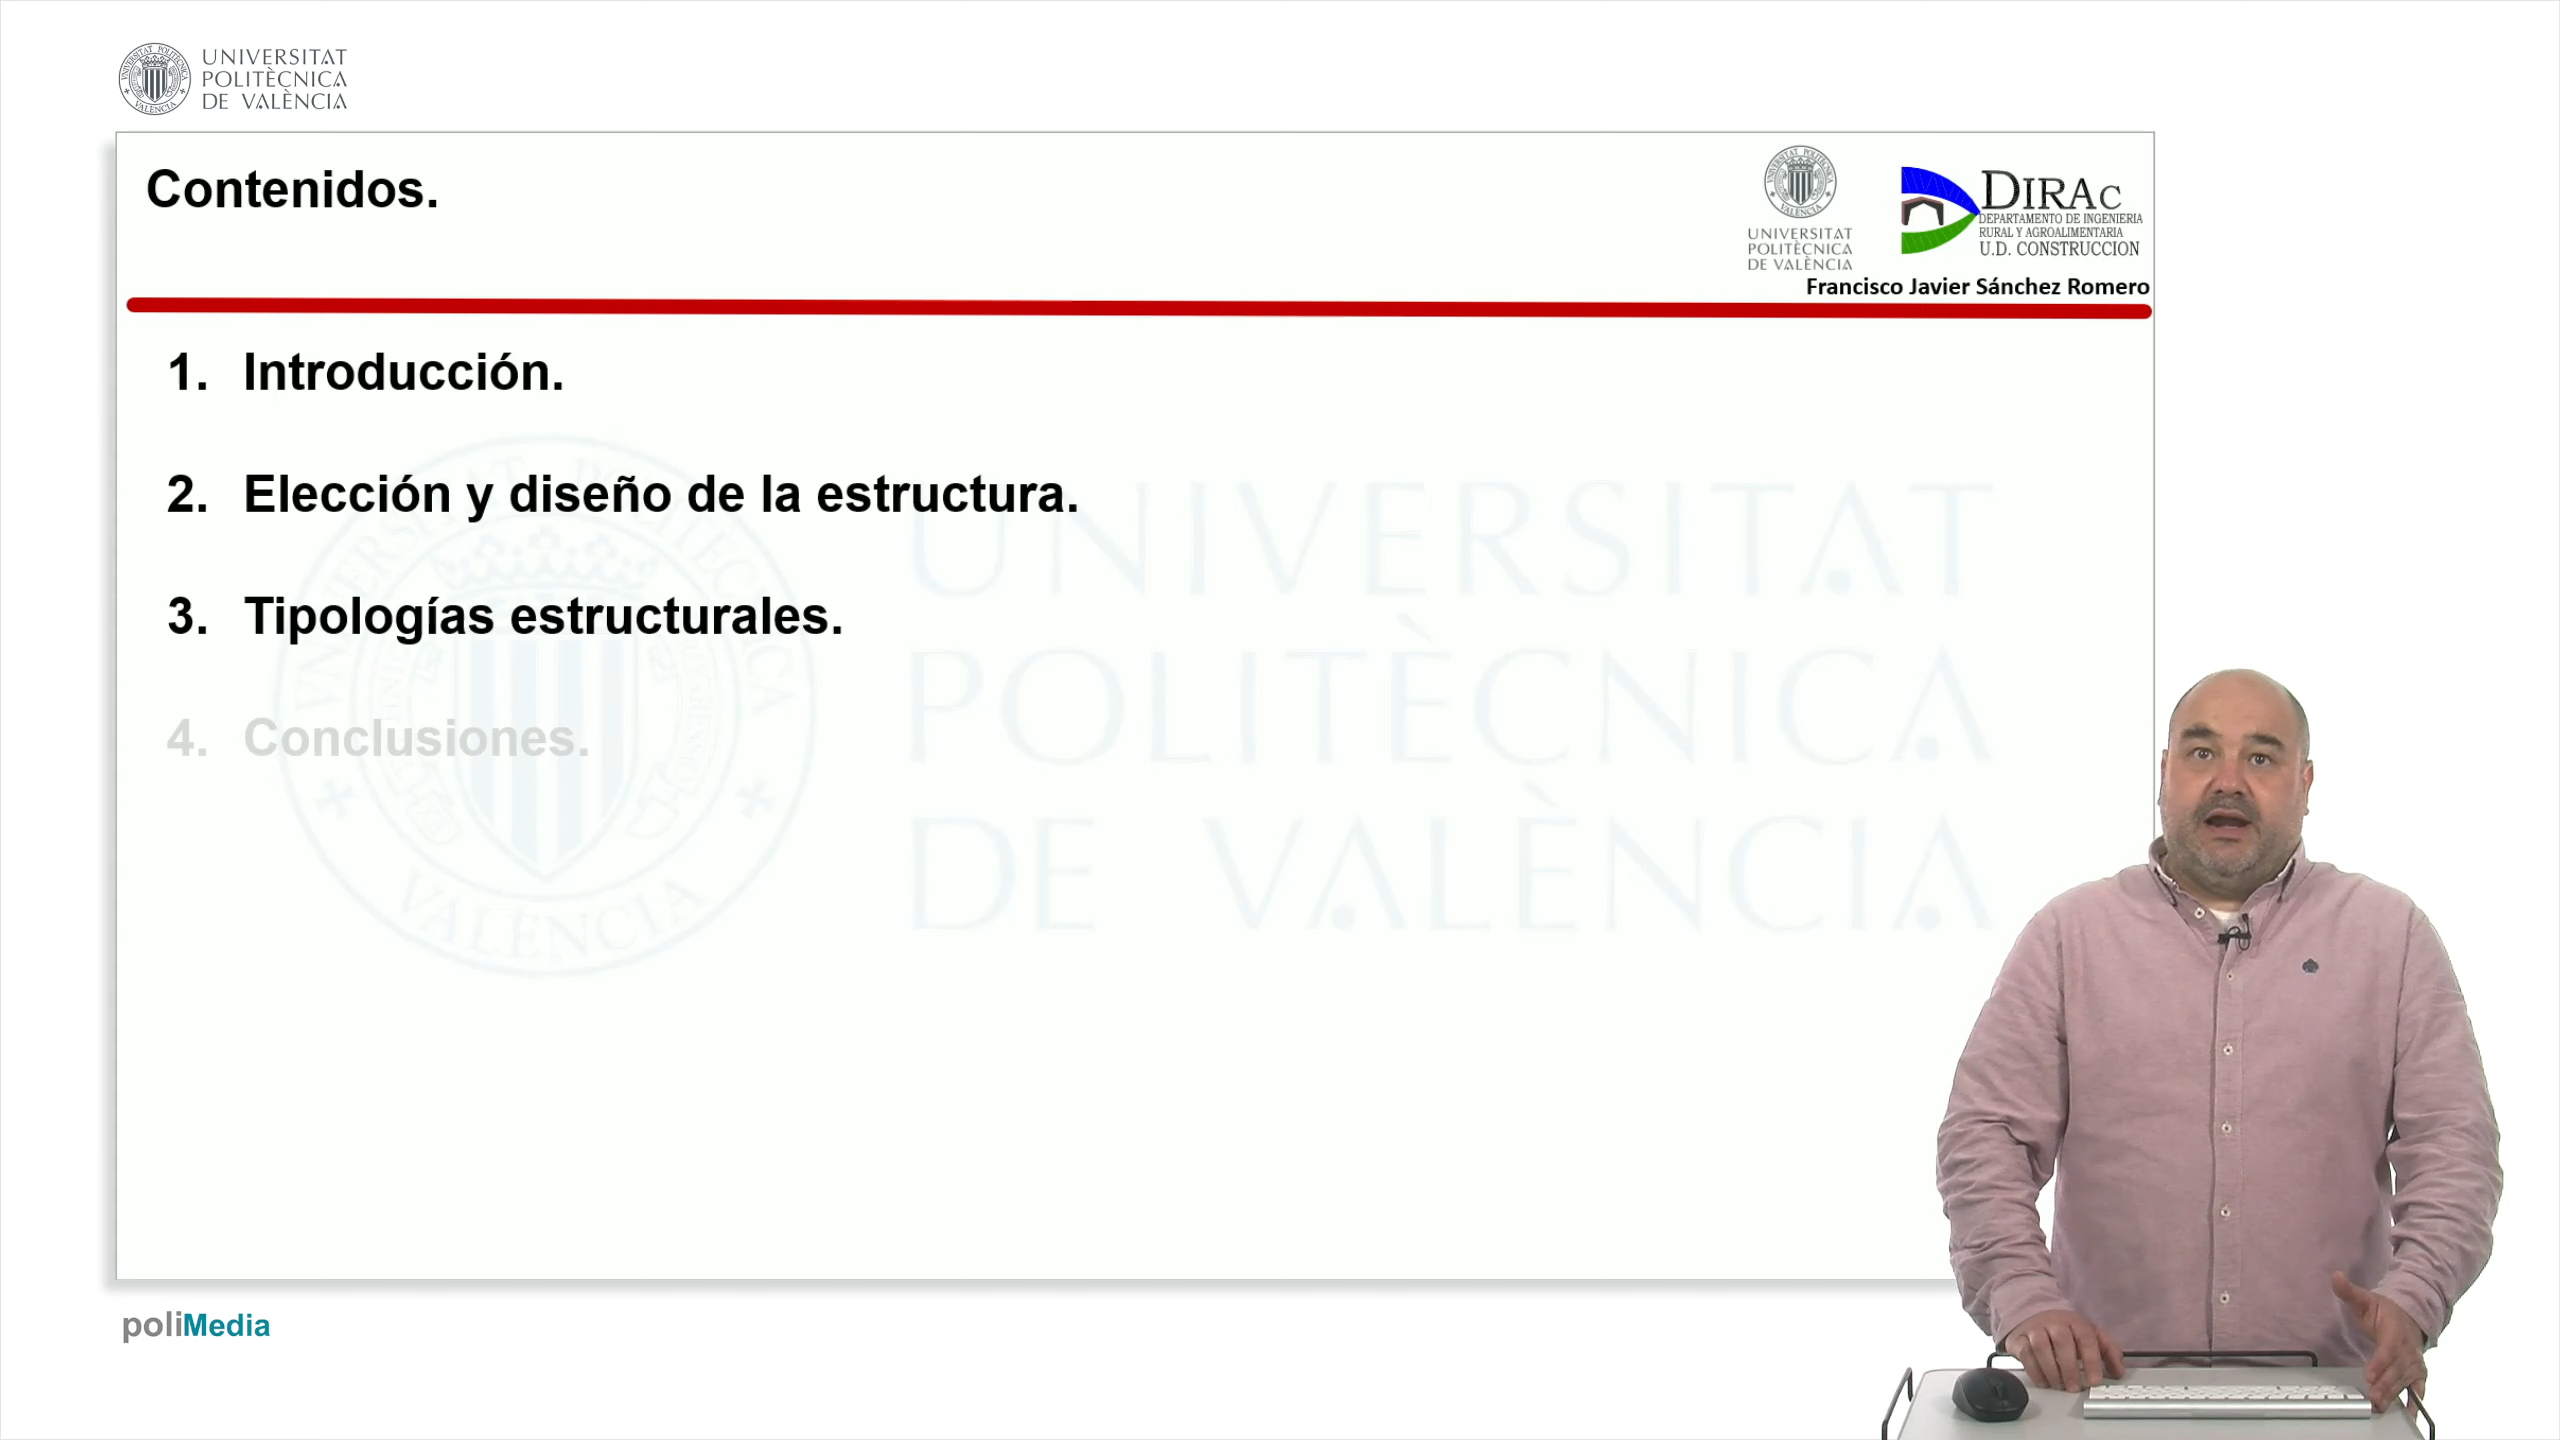 UNIVERSITAT
POLITÈCNICA
DE VALÈNCIA
Contenidos.
UNIVERSITAT
POLITÈCNICA
DE VALÈNCIA
DIRAC
DEPARTAMENTO DE INGENIERIA
RURAL Y AGROALIMENTARIA
U.D. CONSTRUCCION
Francisco Javier Sánchez Romero
1. Introducción.
2. Elección y diseño de la estructura.
3. Tipologías estructurales.
4. Conclusiones.
UNIVERSITAT
POLITÈCNICA
DE VALÈNCIA
poliMedia